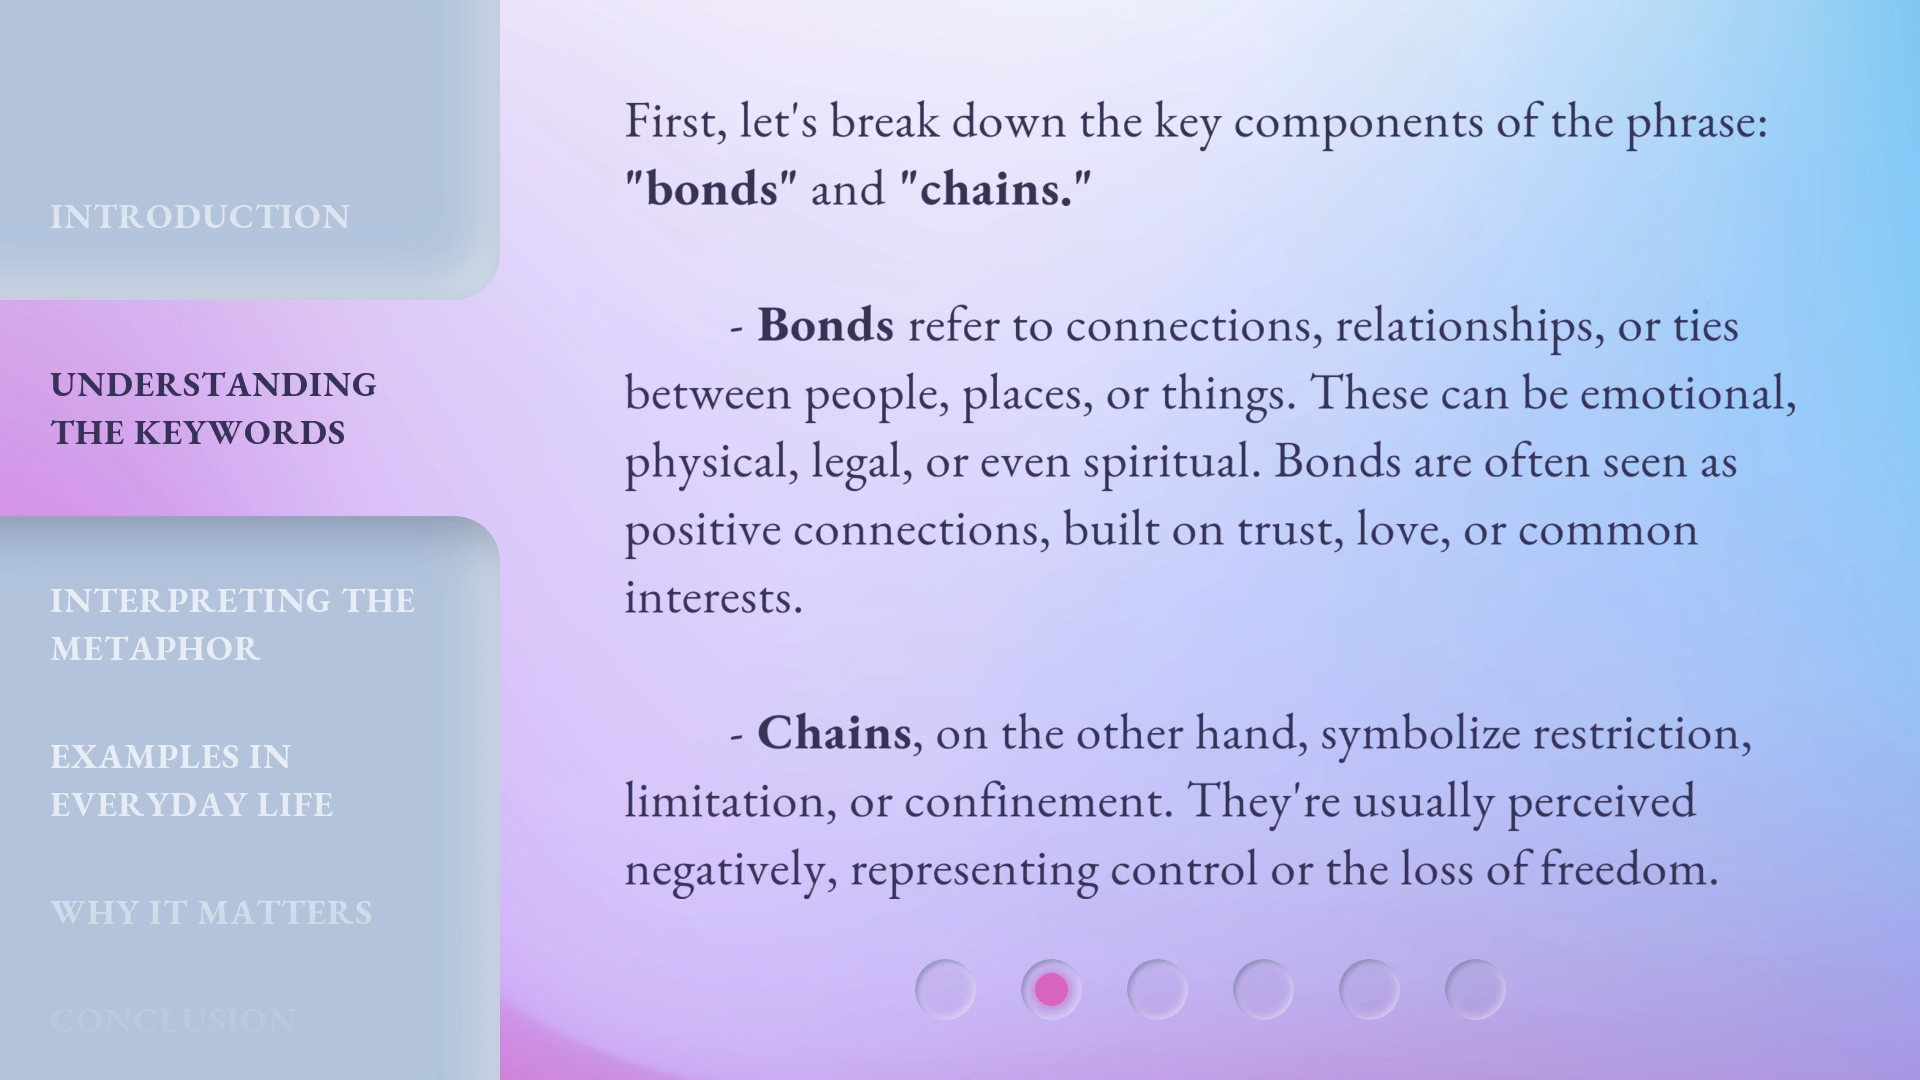 INTRODUCTION
UNDERSTANDING
THE KEYWORDS
INTERPRETING THE
METAPHOR
EXAMPLES IN
EVERYDAY LIFE
WHY IT MATTERS
CONCLUSION
First, let's break down the key components of the phrase:
"bonds" and "chains."
- Bonds refer to connections, relationships, or ties
between people, places, or things. These can be emotional,
physical, legal, or even spiritual. Bonds are often seen as
positive connections, built on trust, love, or common
interests.
- Chains, on the other hand, symbolize restriction,
limitation, or confinement. They're usually perceived
negatively, representing control or the loss of freedom.